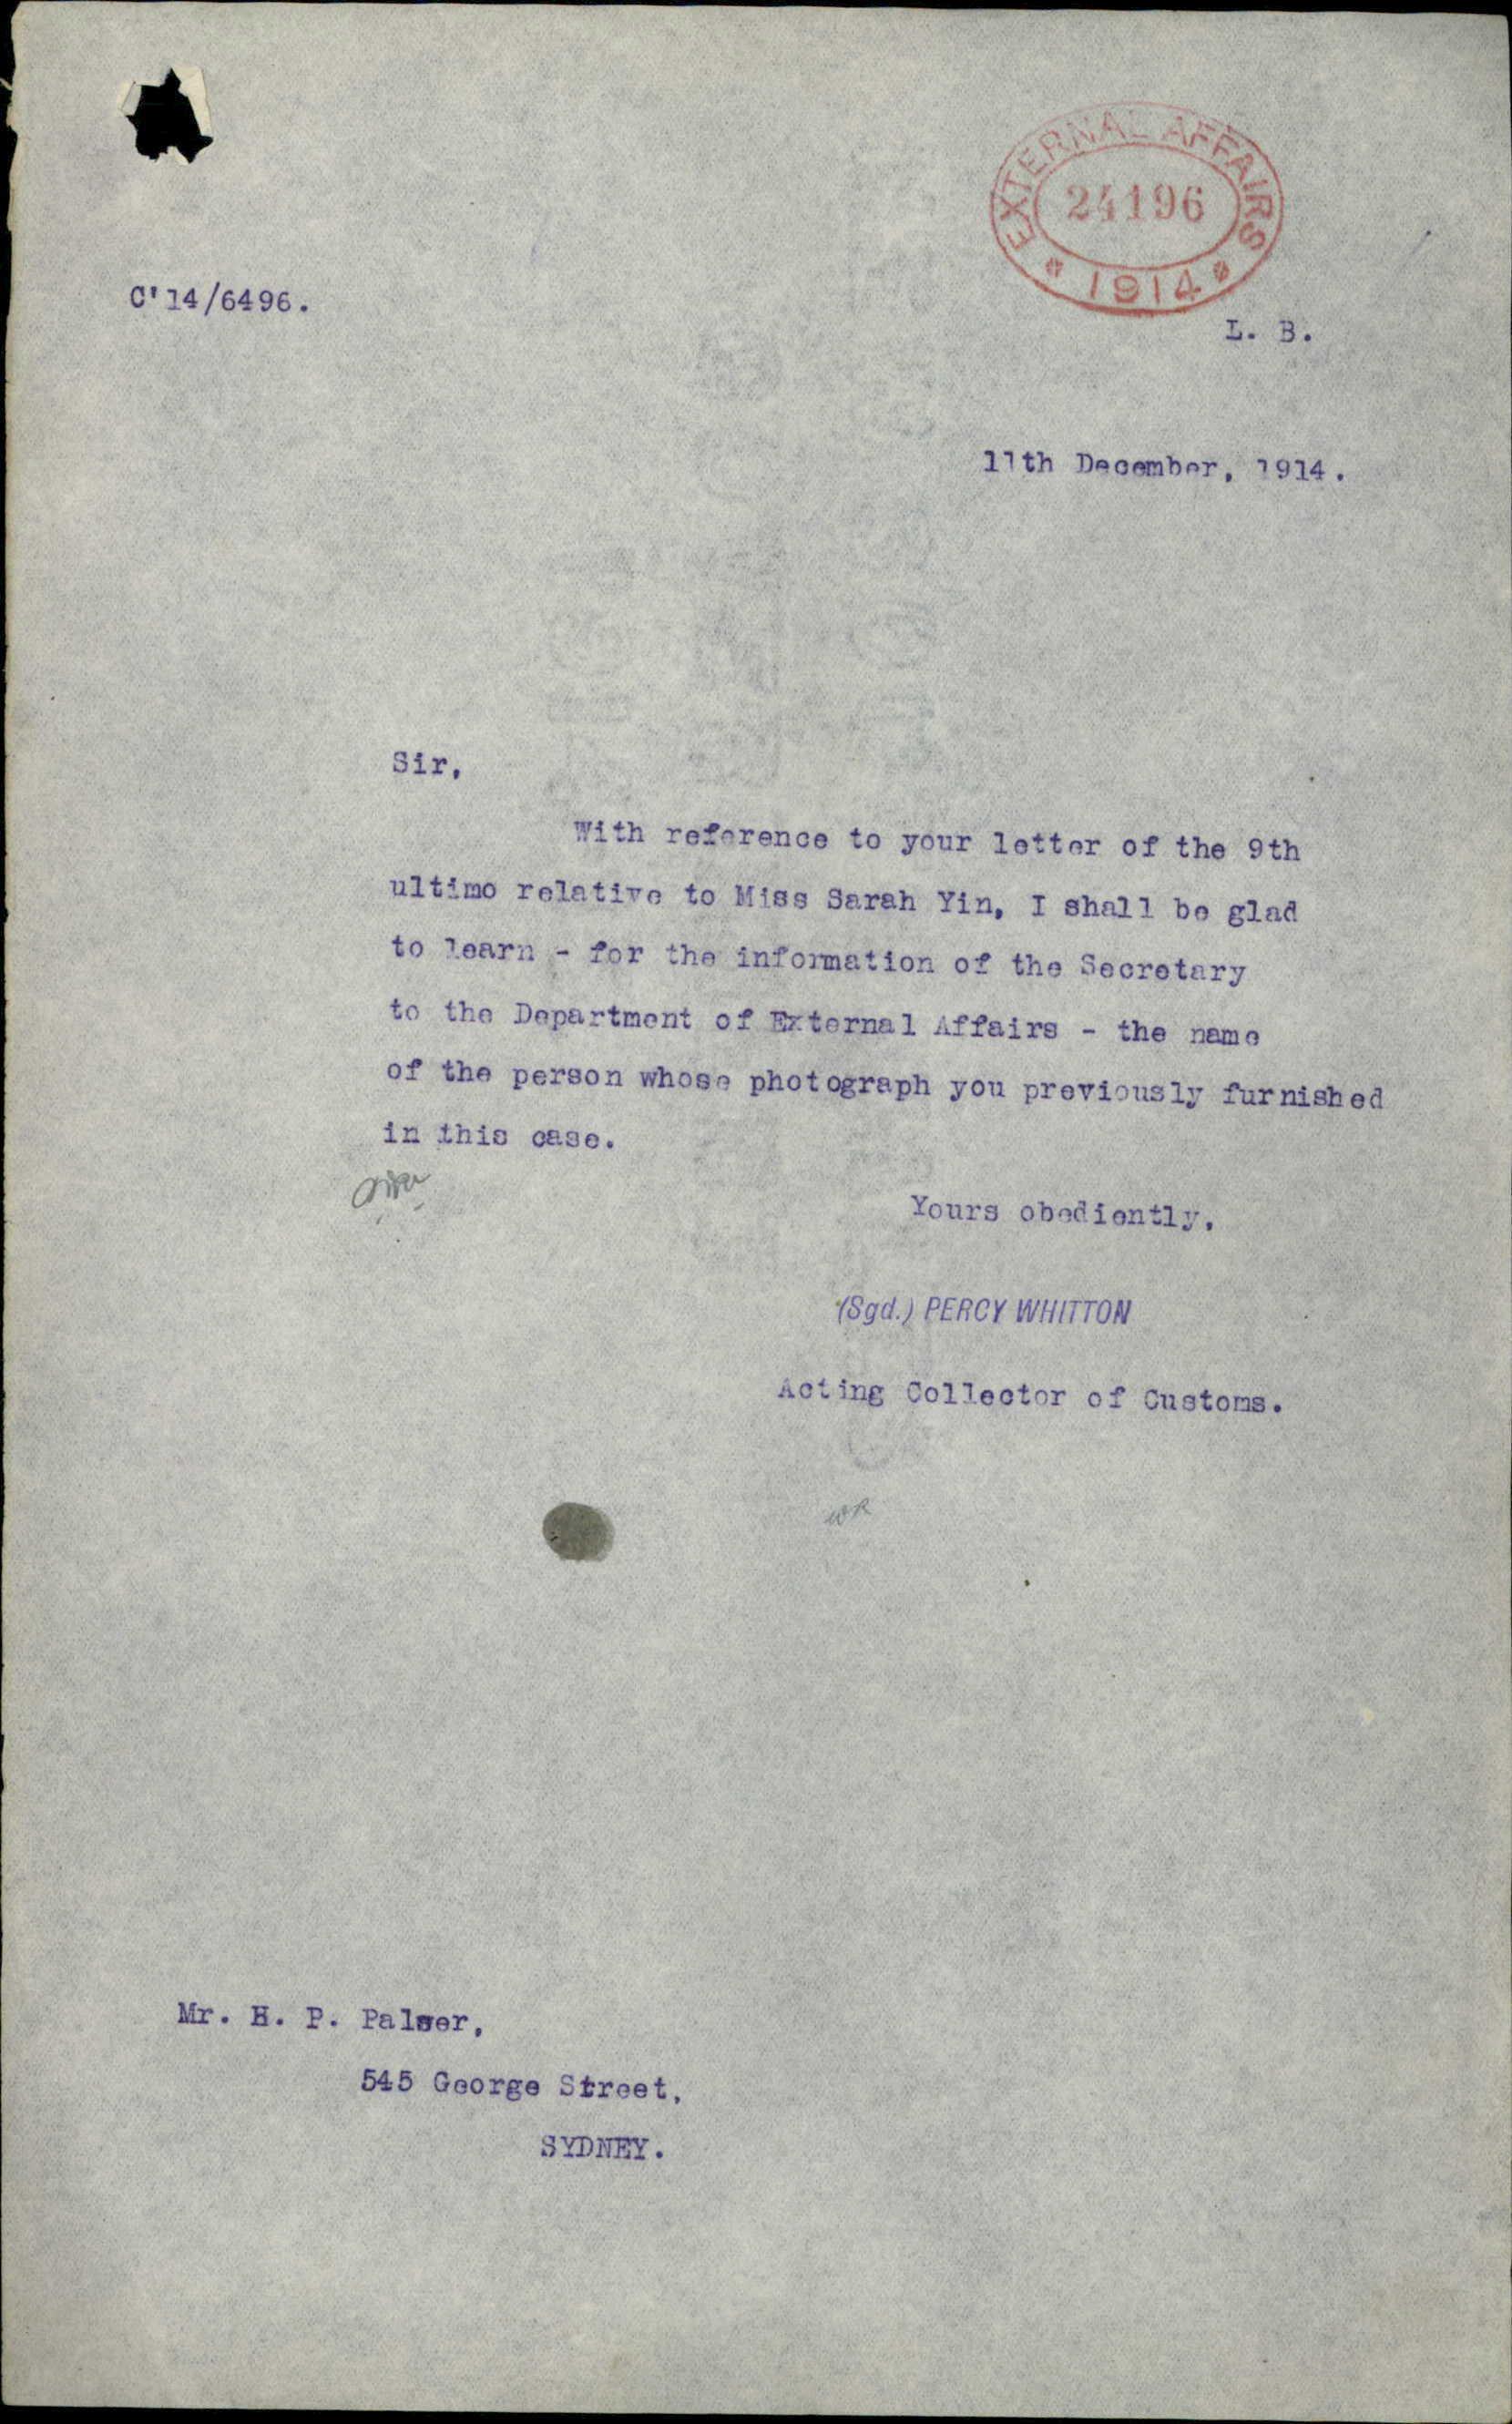 EXTERNAL AFFAIRS
24196
* 1914 *
C'14/6496.
L. B.
11th December, 1914.
Sir,
With reference to your letter of the 9th
ultimo relative to Miss Sarah Yin, I shall be glad
to learn - for the information of the Secretary
to the Department of External Affairs - the name
of the person whose photograph you previously furnished
in this case.
Yours obediently,
(Sgd.) PERCY WHITTON
Acting Collector of Customs.
WR
Mr. H. P. Palser,
545 George Street,
SYDNEY.